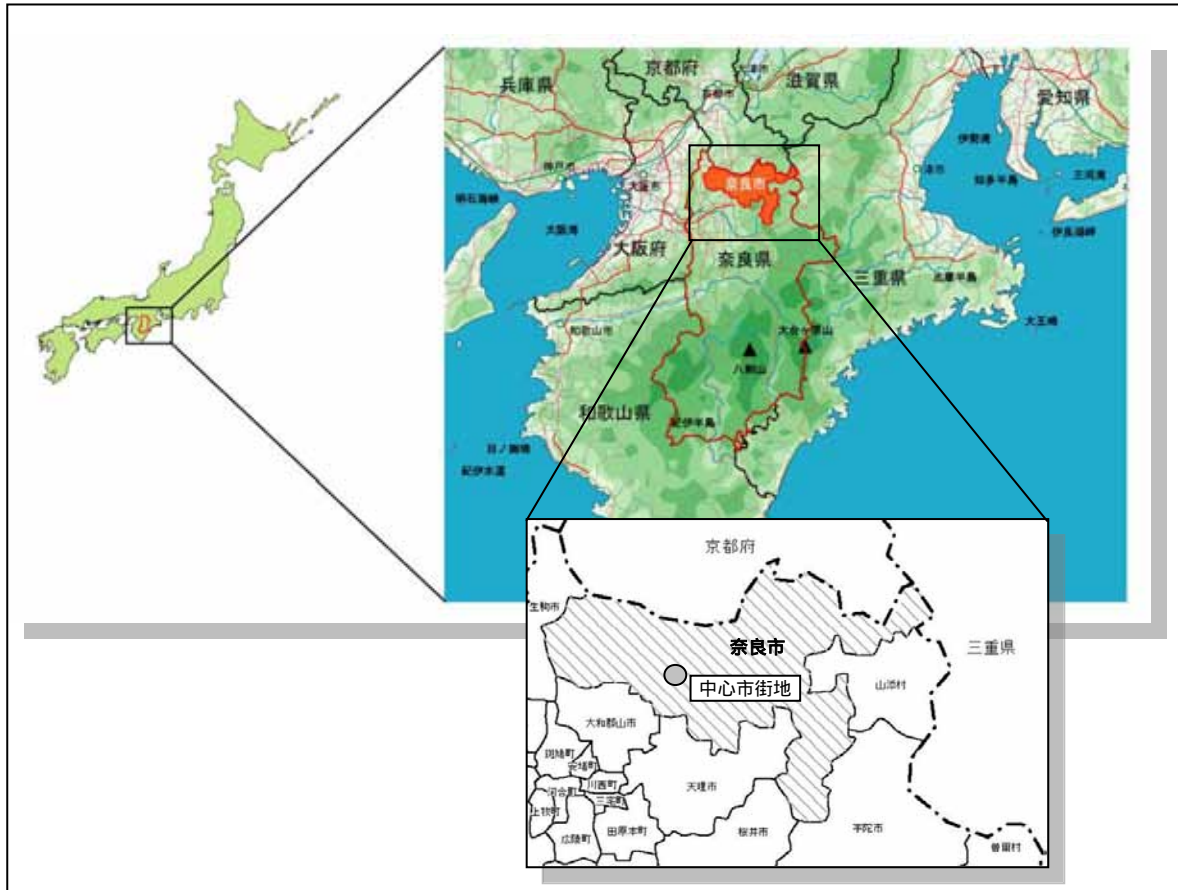 京都府
滋賀県
兵庫県
愛知県
京都市
伊勢湾
神戸市
大阪市
奈良市
津市
知多半島
三河湾
明石海峡
大阪湾
伊良湖岬
大阪府
奈良県
三重県
志摩半島
和歌山市
大台ヶ原山
大王崎
八剣山
和歌山県
紀伊半島
日ノ御埼
紀伊水道
京都府
生駒市
奈良市
三重県
中心市街地
山添村
大和郡山市
斑鳩町
安堵町
川西町
天理市
河合町
三宅町
上牧町
田原本町
広陵町
桜井市
宇陀市
曽爾村